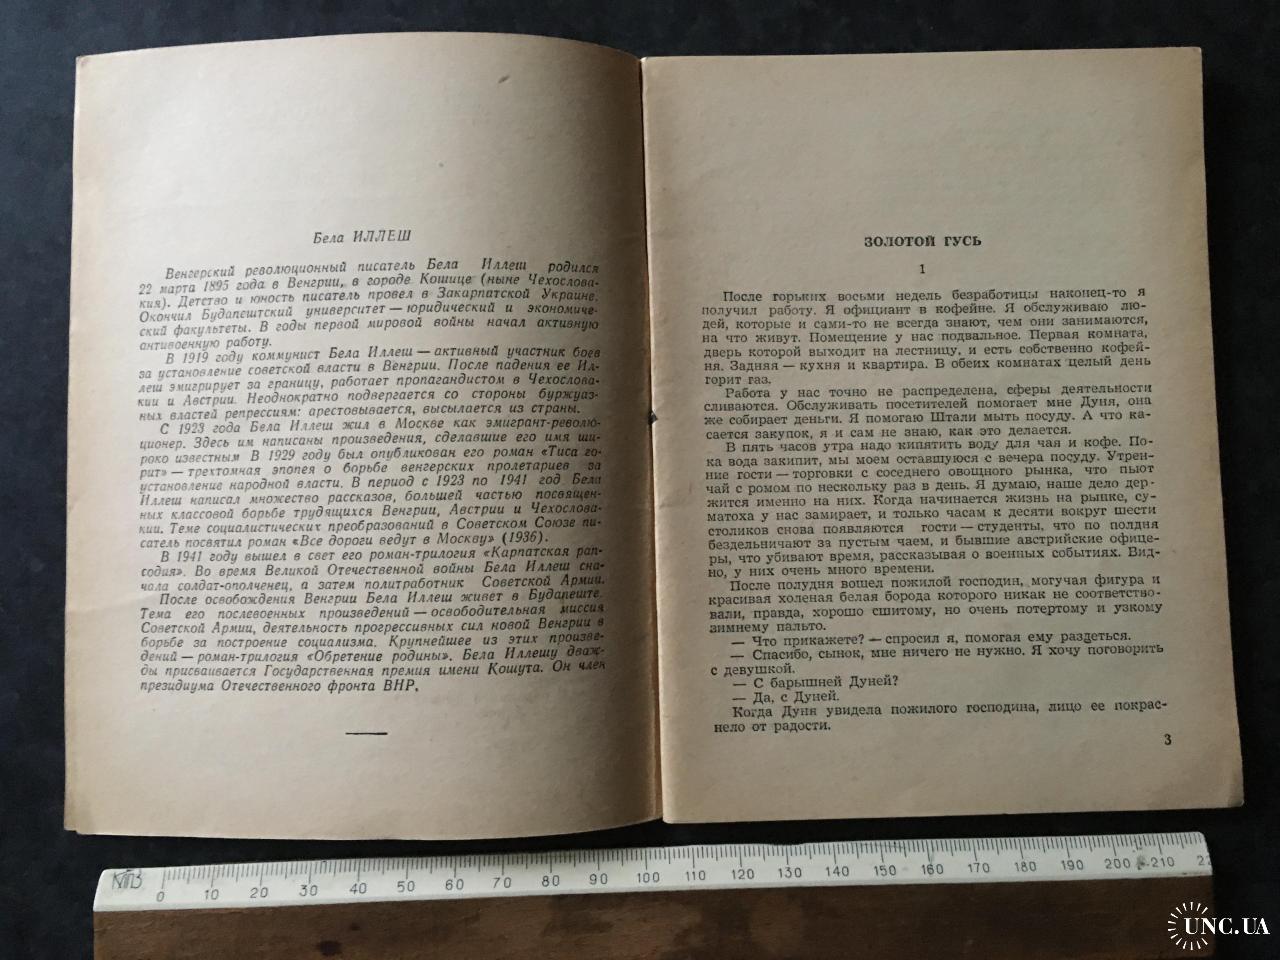 Бела ИЛЛЕШ
Венгерский революционный писатель Бела Иллеш родился
22 марта 1895 года в Венгрии, в городе Кошице (ныне Чехослова-
кия). Детство и юность писатель провел в Закарпатской Украине.
Окончил Будапештский университет — юридический и экономиче-
ский факультеты. В годы первой мировой войны начал активную
антивоенную работу.
В 1919 году коммунист Бела Иллеш — активный участник боев
за установление советской власти в Венгрии. После падения ее Ил-
леш эмигрирует за границу, работает пропагандистом в Чехослова-
кии и Австрии. Неоднократно подвергается со стороны буржуаз-
ных властей репрессиям: арестовывается, высылается из страны.
С 1923 года Бела Иллеш жил в Москве как эмигрант-револю-
ционер. Здесь им написаны произведения, сделавшие его имя ши-
роко известным В 1929 году был опубликован его роман «Тиса го-
рит» — трехтомная эпопея о борьбе венгерских пролетариев за
установление народной власти. В период с 1923 по 1941 год Бела
Иллеш написал множество рассказов, большей частью посвящен-
ных классовой борьбе трудящихся Венгрии, Австрии и Чехослова-
кии. Теме социалистических преобразований в Советском Союзе пи-
сатель посвятил роман «Все дороги ведут в Москву» (1936).
В 1941 году вышел в свет его роман-трилогия «Карпатская рап-
содия». Во время Великой Отечественной войны Бела Иллеш сна-
чала солдат-ополченец, а затем политработник Советской Армии.
После освобождения Венгрии Бела Иллеш живет в Будапеште.
Тема его послевоенных произведений — освободительная миссия
Советской Армии, деятельность прогрессивных сил новой Венгрии в
борьбе за построение социализма. Крупнейшее из этих произве-
дений — роман-трилогия «Обретение родины». Бела Иллешу дваж-
ды присваивается Государственная премия имени Кошута. Он член
президиума Отечественного фронта ВНР.
ЗОЛОТОЙ ГУСЬ
1
После горьких восьми недель безработицы наконец-то я
получил работу. Я официант в кофейне. Я обслуживаю лю-
дей, которые и сами-то не всегда знают, чем они занимаются,
на что живут. Помещение у нас подвальное. Первая комната,
дверь которой выходит на лестницу, и есть собственно кофей-
ня. Задняя — кухня и квартира. В обеих комнатах целый день
горит газ.
Работа у нас точно не распределена, сферы деятельности
сливаются. Обслуживать посетителей помогает мне Дуня, она
же собирает деньги. Я помогаю Штали мыть посуду. А что ка-
сается закупок, я и сам не знаю, как это делается.
В пять часов утра надо кипятить воду для чая и кофе. По-
ка вода закипит, мы моем оставшуюся с вечера посуду. Утрен-
ние гости — торговки с соседнего овощного рынка, что пьют
чай с ромом по нескольку раз в день. Я думаю, наше дело дер-
жится именно на них. Когда начинается жизнь на рынке, су-
матоха у нас замирает, и только часам к десяти вокруг шести
столиков снова появляются гости — студенты, что по полдня
бездельничают за пустым чаем, и бывшие австрийские офице-
ры, что убивают время, рассказывая о военных событиях. Вид-
но, у них очень много времени.
После полудня вошел пожилой господин, могучая фигура и
красивая холеная белая борода которого никак не соответство-
вали, правда, хорошо сшитому, но очень потертому и узкому
зимнему пальто.
— Что прикажете? — спросил я, помогая ему раздеться.
— Спасибо, сынок, мне ничего не нужно. Я хочу поговорить
с девушкой.
— С барышней Дуней?
— Да, с Дуней.
Когда Дуня увидела пожилого господина, лицо ее покрас-
нело от радости.
3
0 10 20 30 40 50 60 70 80 90 100 110 120 130 140 150 160 170 180 190 200 210 22
UNC.UA